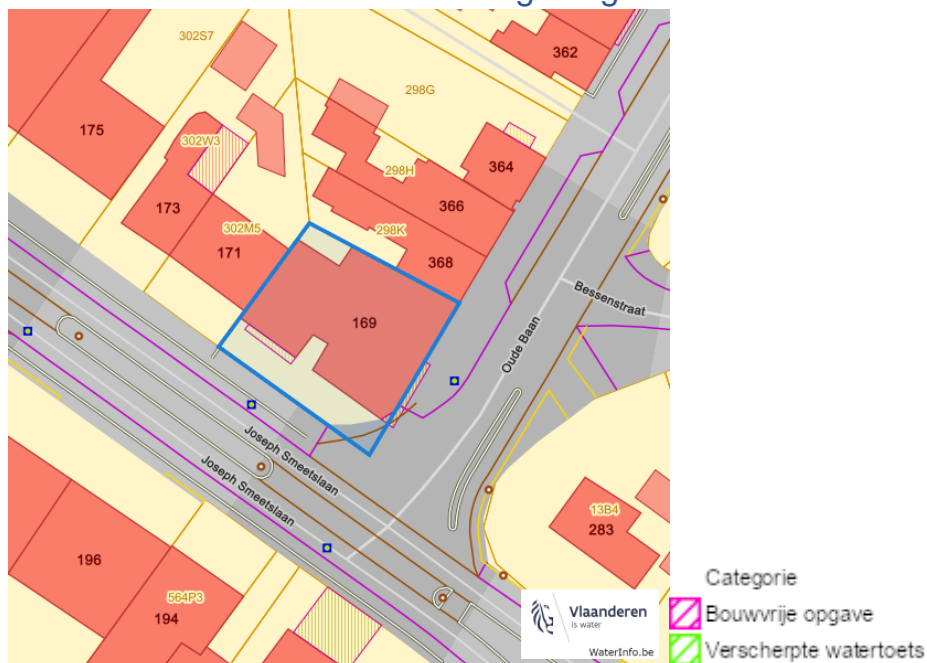 362
302S7
298G
175
302W3
364
298H
173
366
302M5
298K
171
368
169
Bessenstraat
Oude Baan
Joseph Smeetslaan
Joseph Smeetslaan
13B4
283
196
564P3
194
Vlaanderen
is water
WaterInfo.be
Categorie
Bouwvrije opgave
Verscherpte watertoets